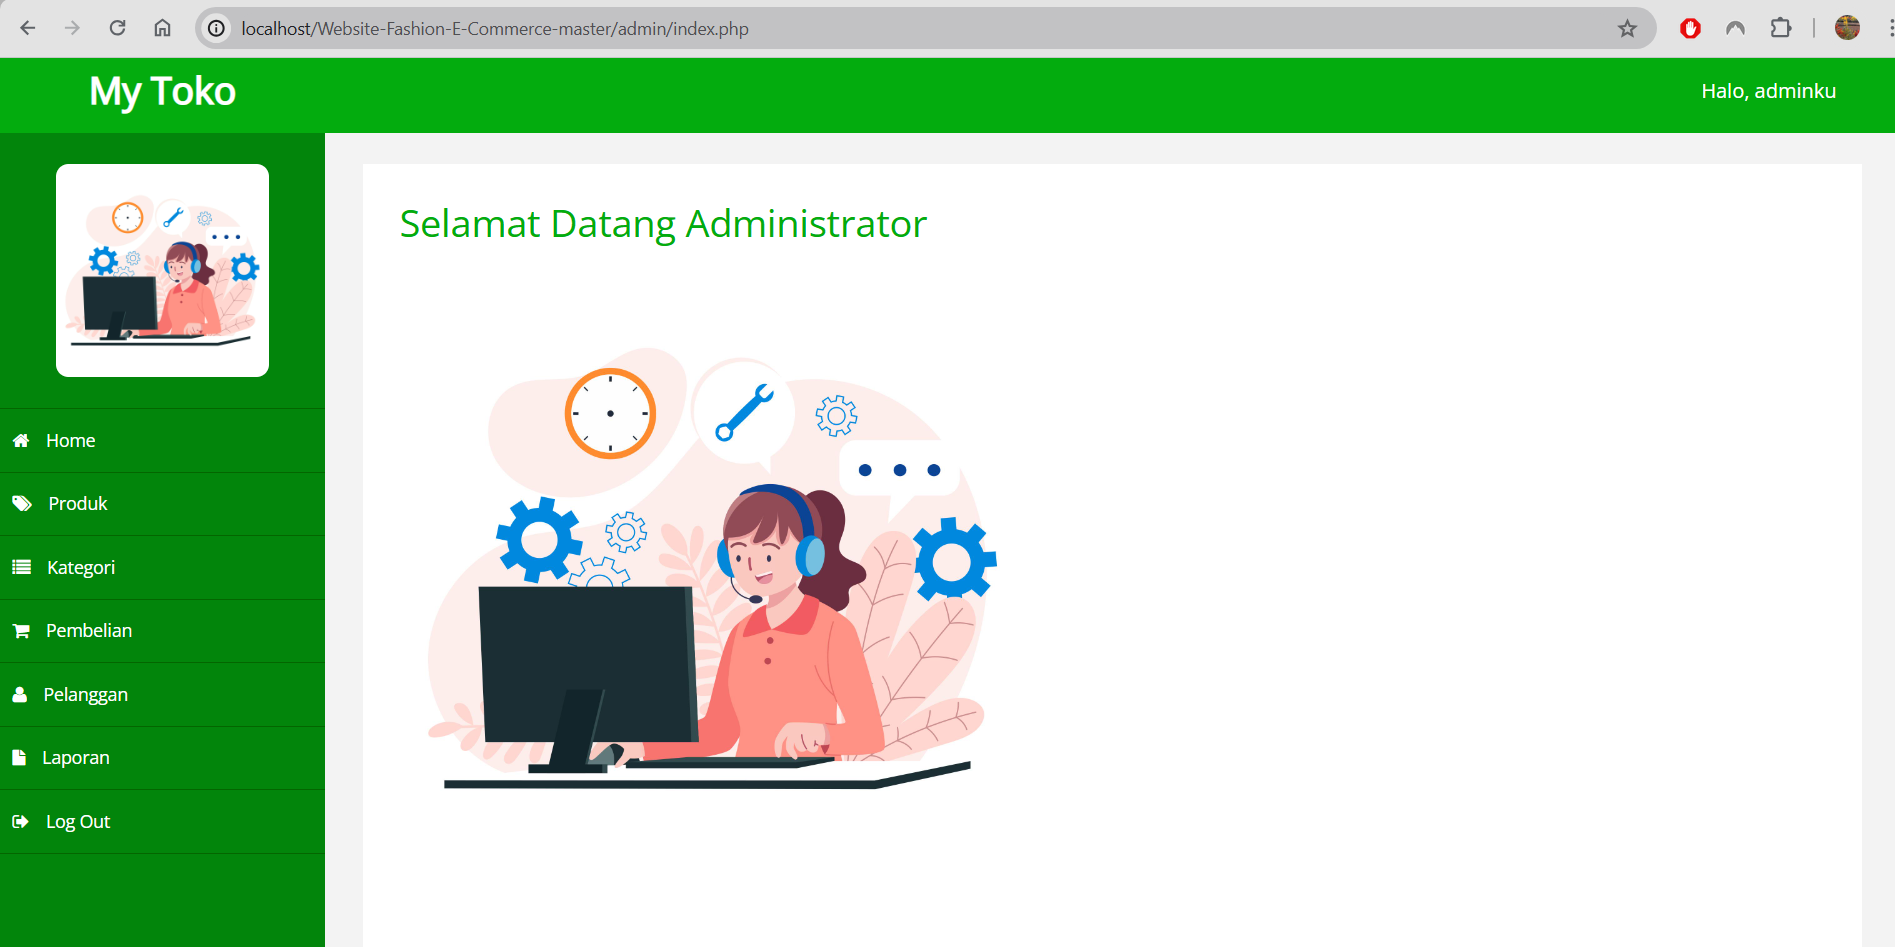 localhost/Website-Fashion-E-Commerce-master/admin/index.php
My Toko
Halo, adminku
Selamat Datang Administrator
Home
Produk
Kategori
Pembelian
Pelanggan
Laporan
Log Out